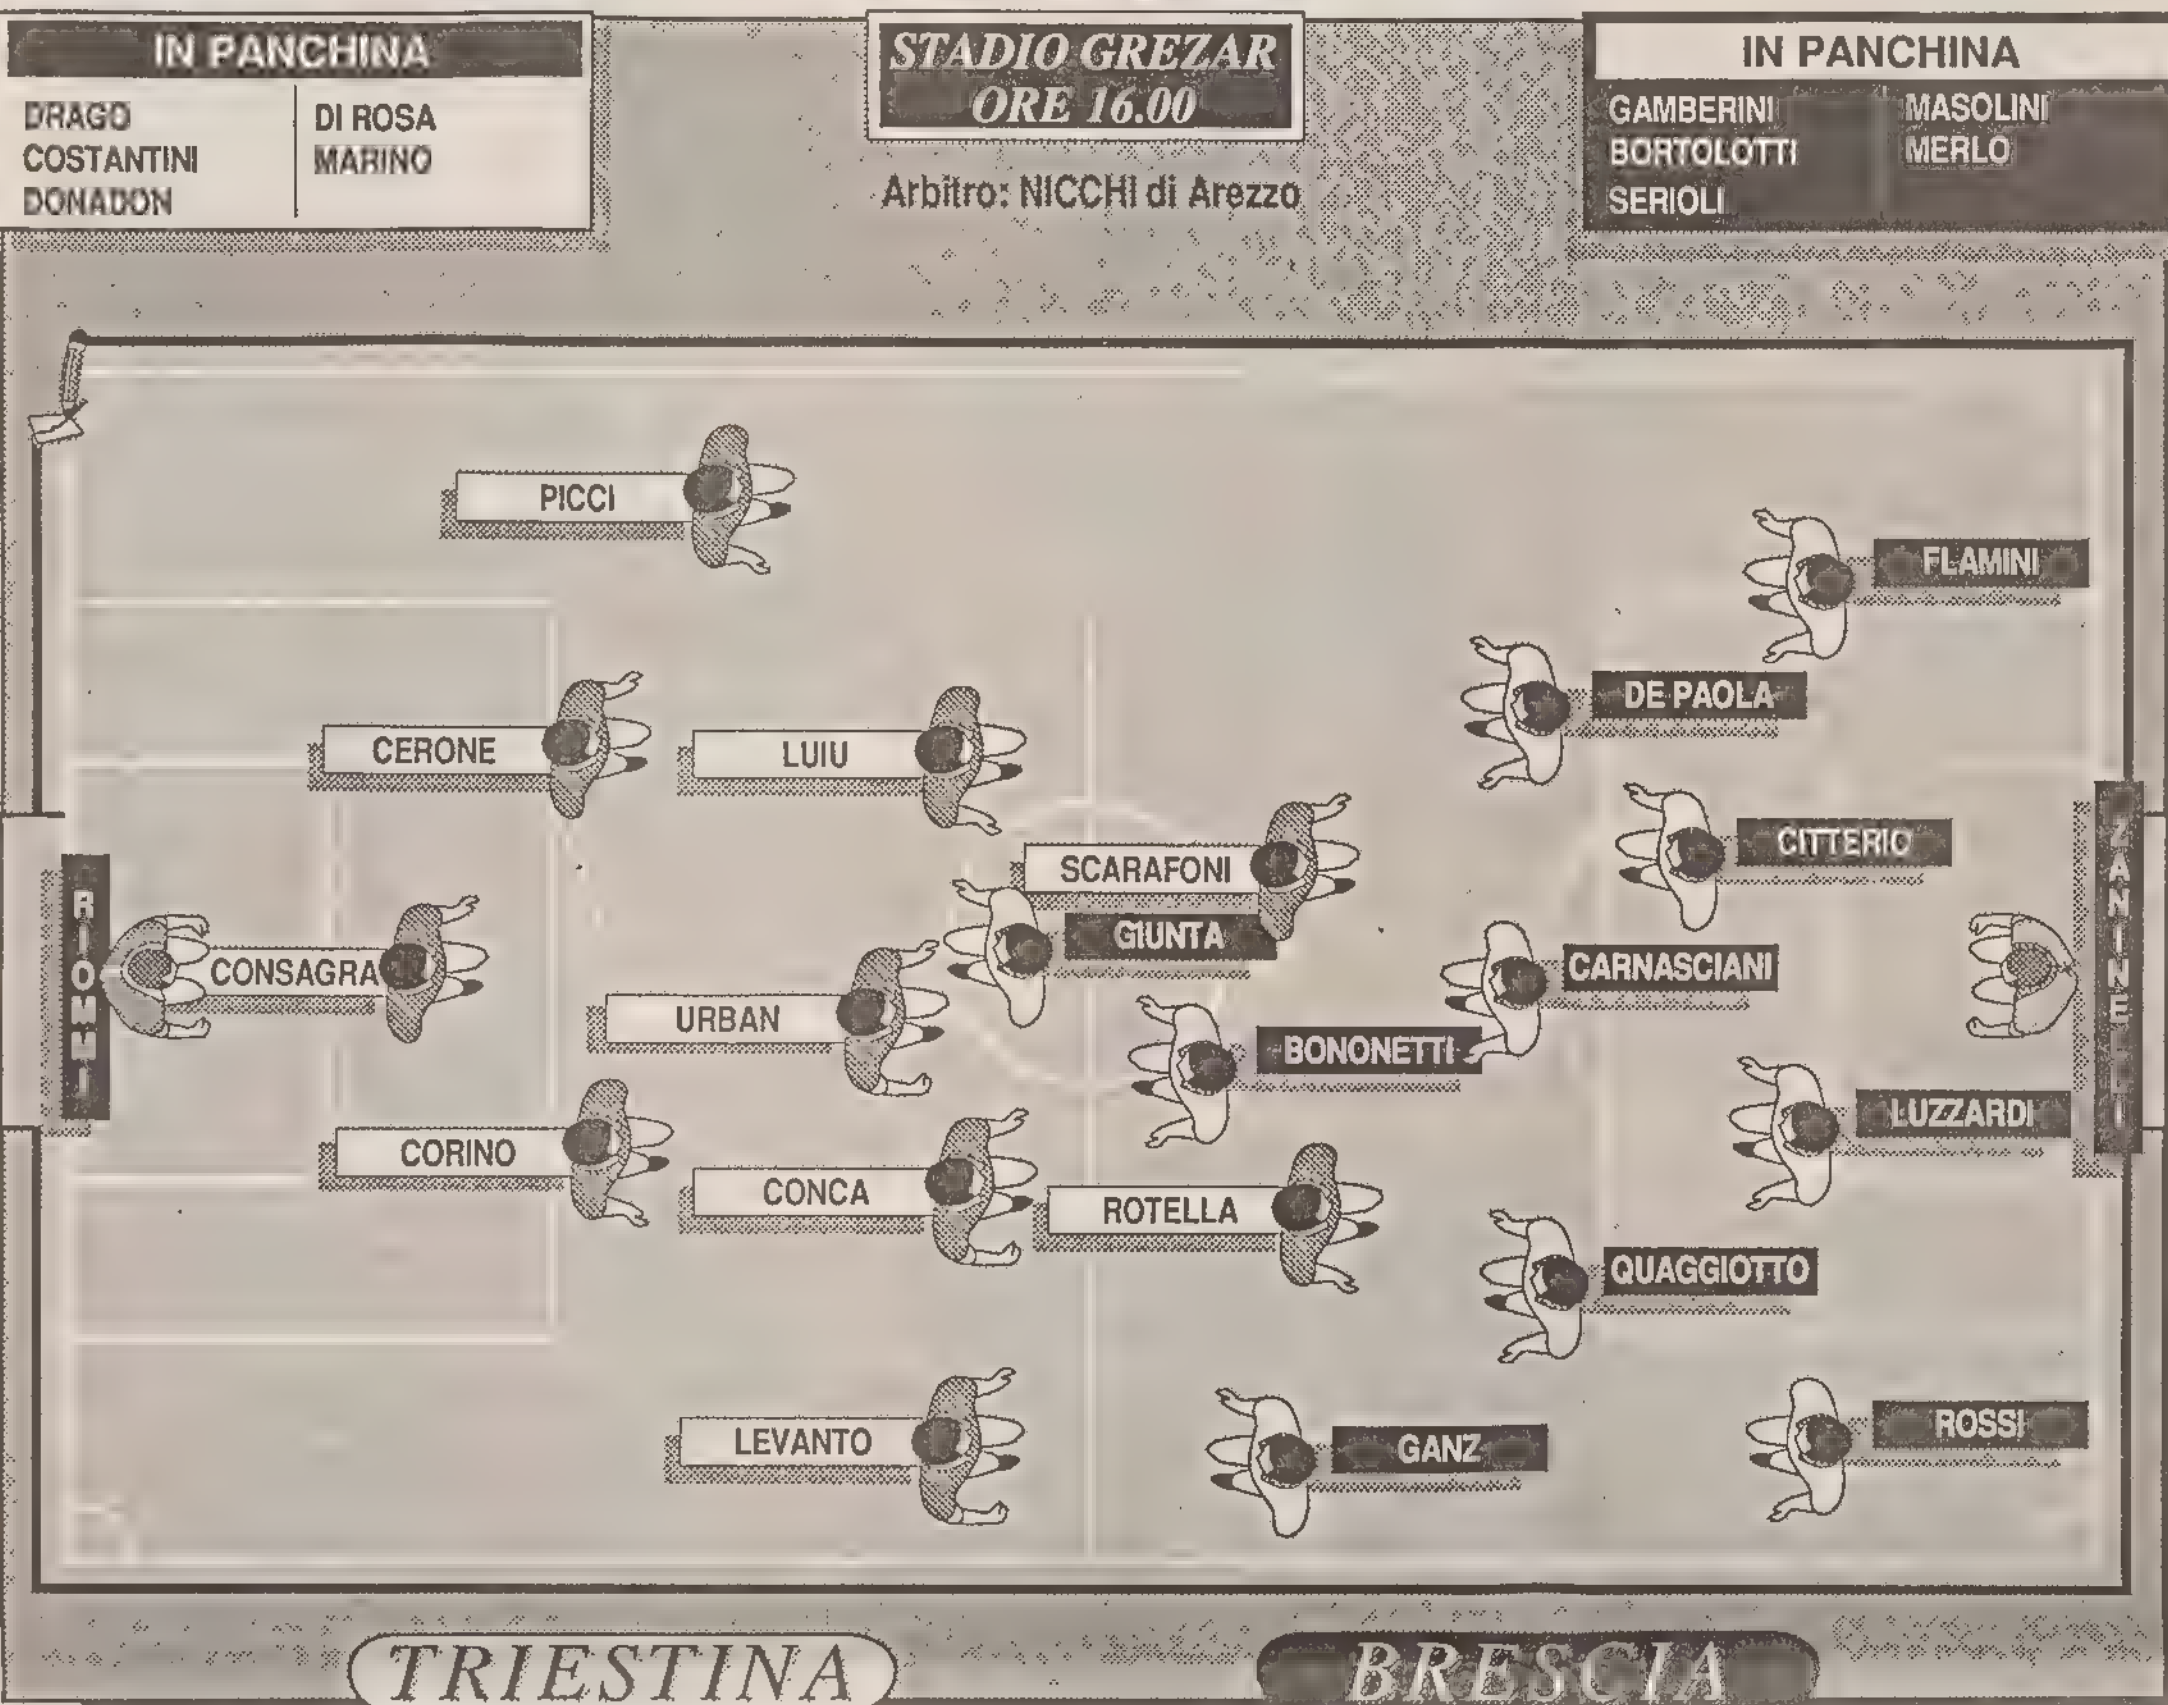 IN PANCHINA
DRAGO
COSTANTINI
DONADON
DI ROSA
MARINO
STADIO GREZAR
ORE 16.00
Arbitro: NICCHI di Arezzo
IN PANCHINA
GAMBERINI
BORTOLOTTI
SERIOLI
MASOLINI
MERLO
PICCI
FLAMINI
DE PAOLA
CERONE
LUIU
CITTERIO
SCARAFONI
GIUNTA
CARNASCIANI
RIOMMI
CONSAGRA
ZANINELLI
URBAN
BONONETTI
LUZZARDI
CORINO
CONCA
ROTELLA
QUAGGIOTTO
LEVANTO
GANZ
ROSSI
TRIESTINA
BRESCIA